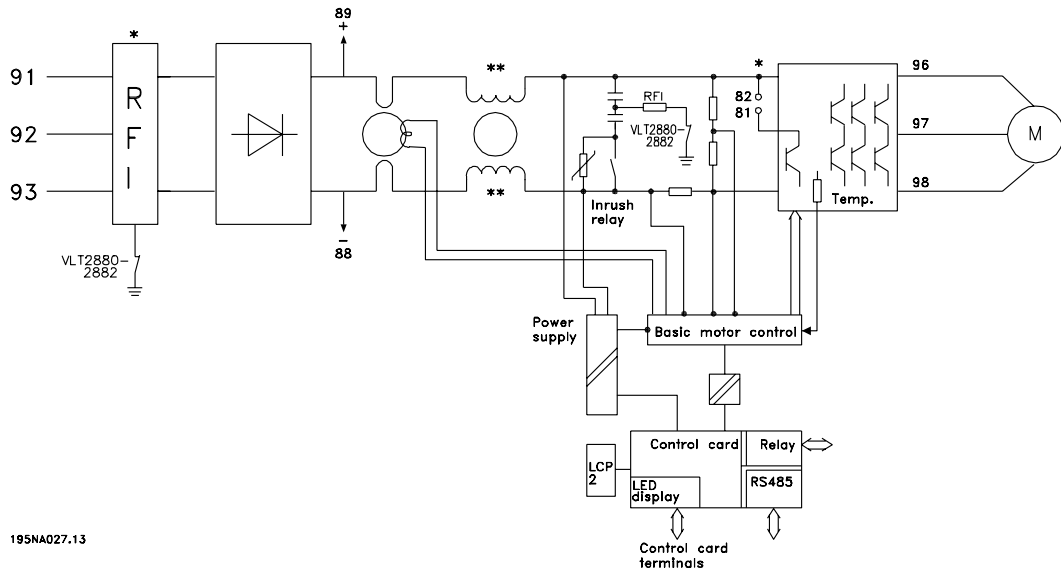 89
+
*
**
*
91
96
R
F
I
82
81
RFI
92
97
M
VLT2880-
2882
93
98
**
Temp.
Inrush
relay
–
88
VLT2880-
2882
Power
supply
Basic motor control
Control card
Relay
LCP
2
RS485
LED
display
195NA027.13
Control card
terminals